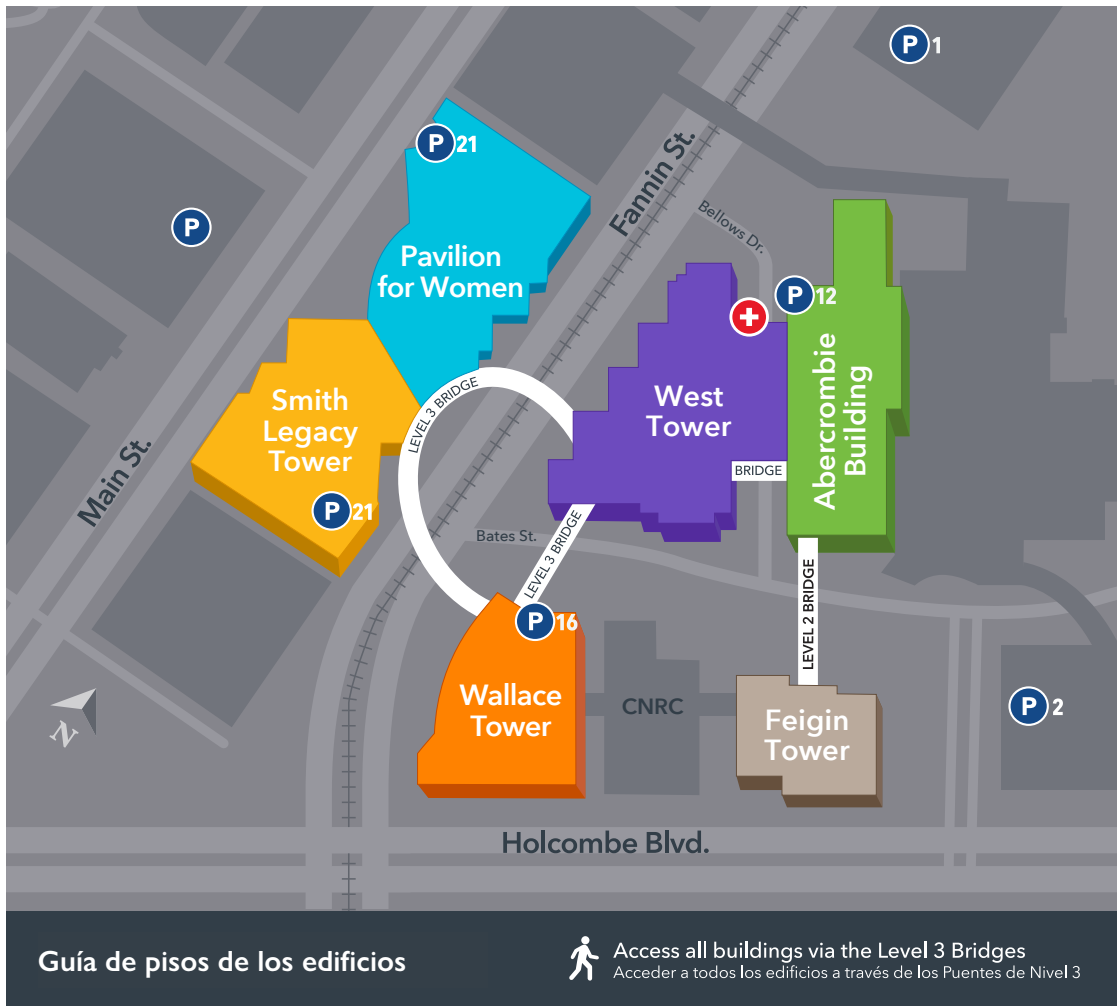 P 1
P 21
Fannin St.
P
Bellows Dr.
Pavilion
for Women
P 12
Smith
Legacy
Tower
LEVEL 3 BRIDGE
West
Tower
Abercrombie
Building
Main St.
BRIDGE
P 21
Bates St.
LEVEL 3 BRIDGE
LEVEL 2 BRIDGE
P 16
Wallace
Tower
CNRC
Feigin
Tower
P 2
N
Holcombe Blvd.
Guía de pisos de los edificios
Access all buildings via the Level 3 Bridges
Acceder a todos los edificios a través de los Puentes de Nivel 3